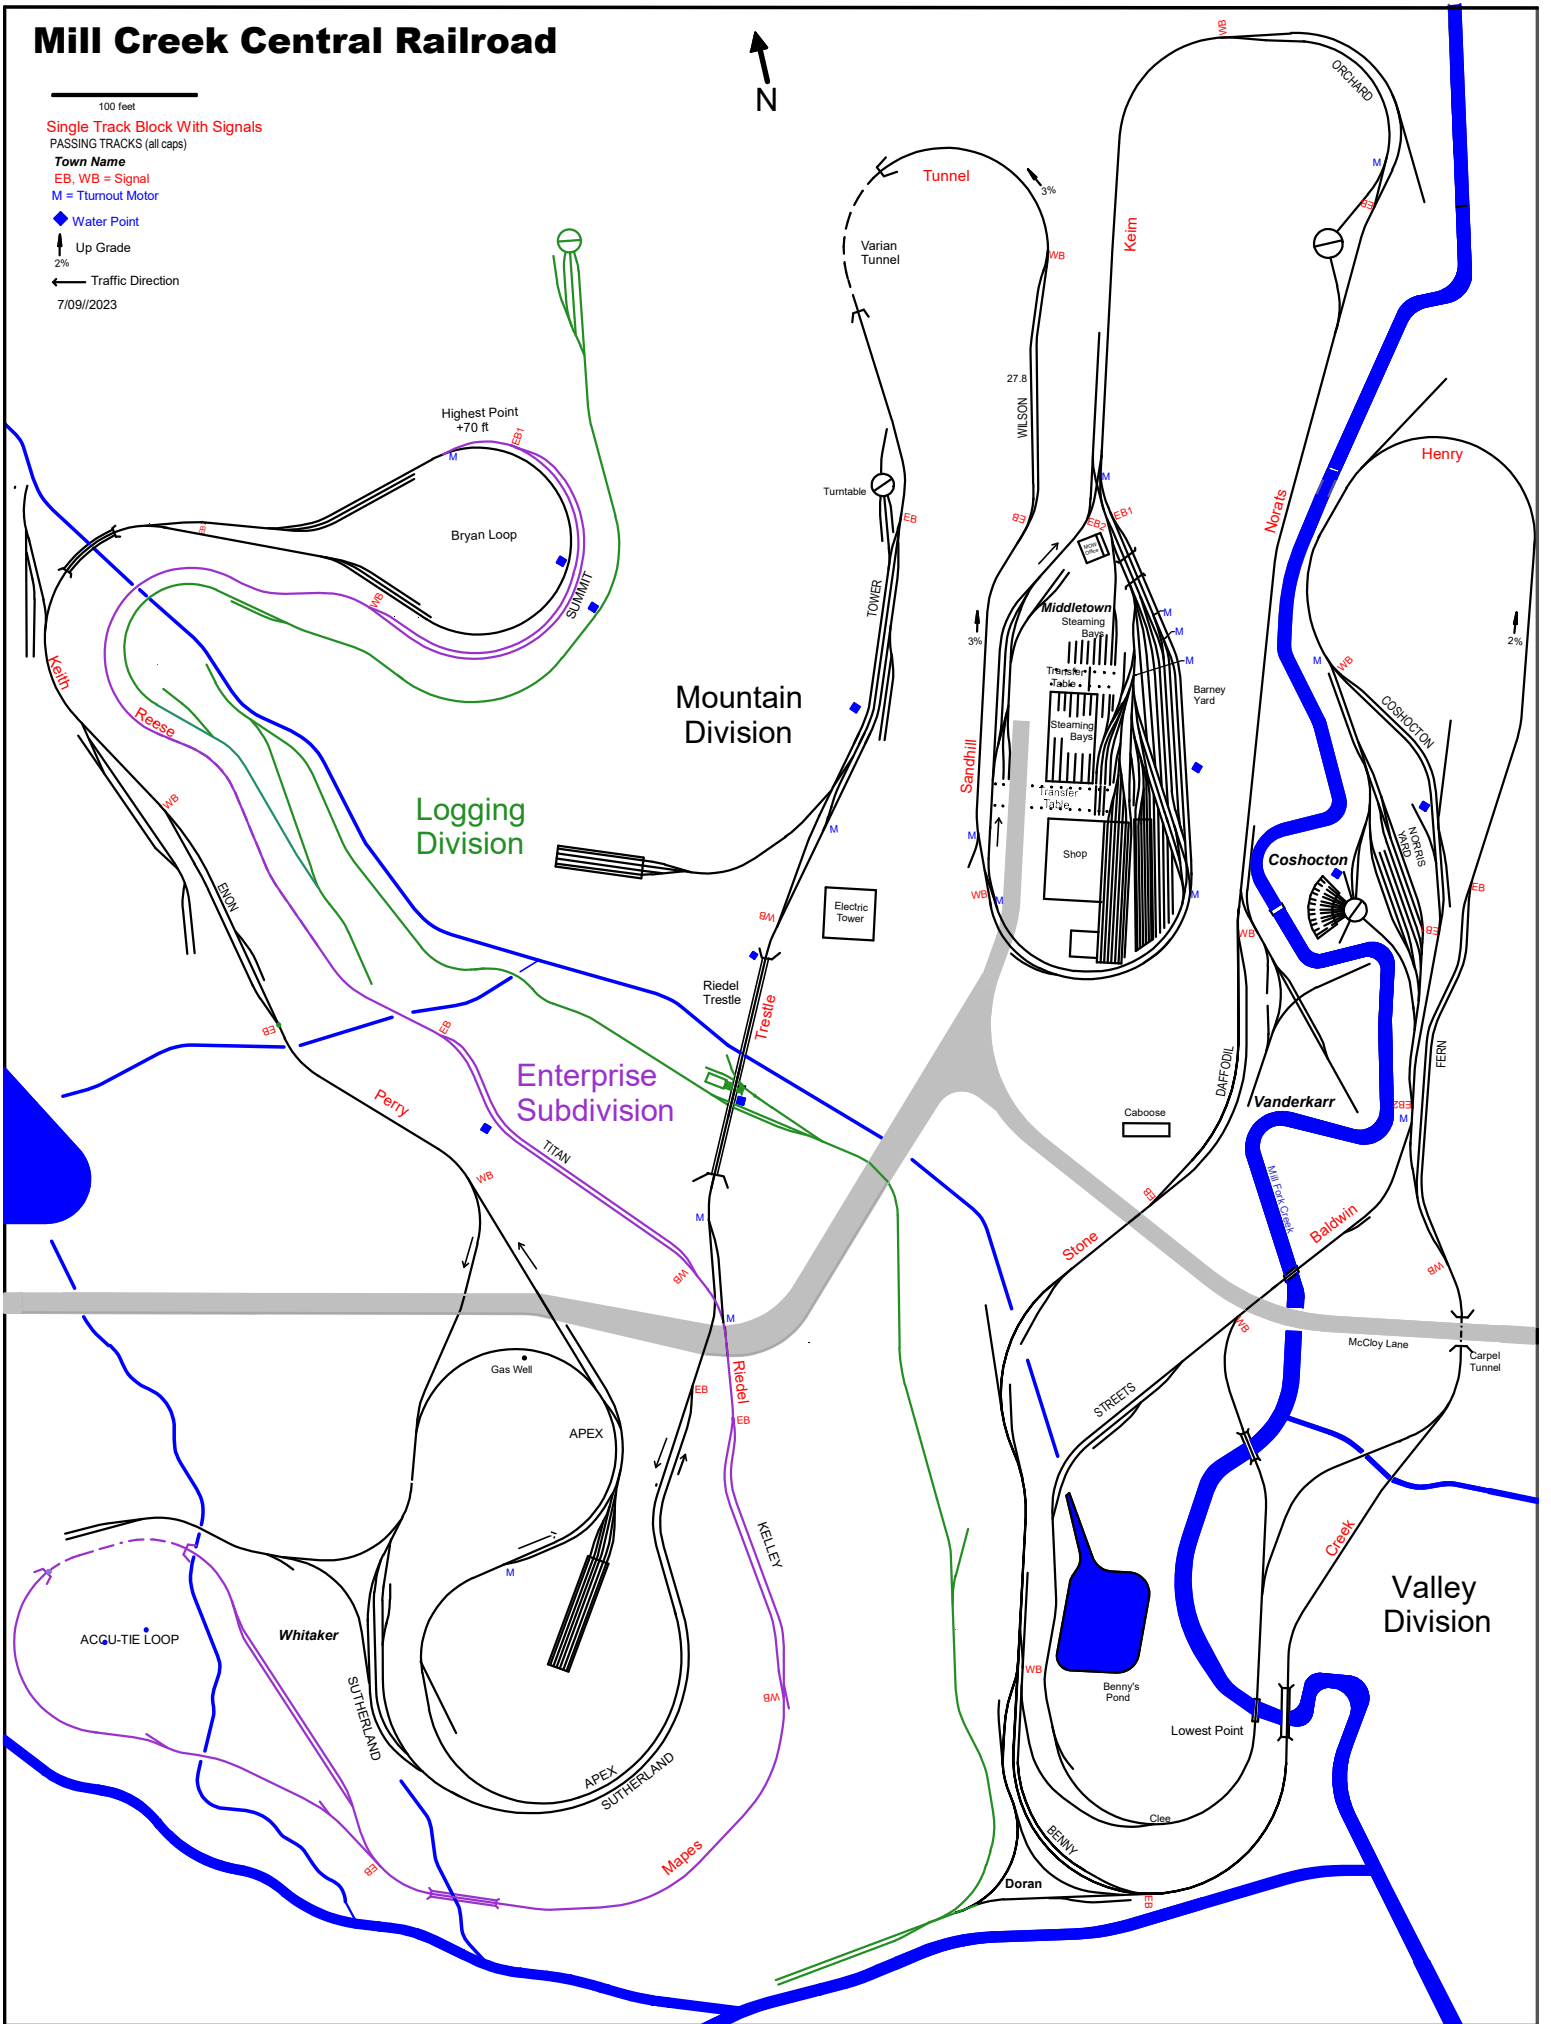 Mill Creek Central Railroad
100 feet
Single Track Block With Signals
PASSING TRACKS (all caps)
Town Name
EB, WB = Signal
M = Tturnout Motor
Water Point
Up Grade
2%
Traffic Direction
7/09//2023
N
WB
ORCHARD
M
EB
Tunnel
3%
Keim
WB
Varian
Tunnel
27.8
WILSON
Highest Point
+70 ft
EB1
M
Bryan Loop
SUMMIT
WB
Turntable
EB
EB
TOWER
M
EB1
EB2
MOW
Office
Norats
Henry
2%
3%
Middletown
Steaming
Bays
Transfer
Table
Steaming
Bays
Transfer
Table
Shop
M
M
M
Barney
Yard
Sandhill
M
WB
M
M
M
WB
COSHOCTON
NORRIS
YARD
Coshocton
EB
EB1
WB
Keith
Reese
WB
ENON
EB
Mountain
Division
Logging
Division
M
Electric
Tower
WB
Riedel
Trestle
Trestle
EB
Enterprise
Subdivision
TITAN
Perry
WB
WB
M
M
DAFFODIL
FERN
Vanderkarr
EB2
M
Caboose
Mill Fork Creek
EB
Stone
Baldwin
WB
WB
McCloy Lane
Carpel
Tunnel
Gas Well
APEX
Riedel
EB
EB
STREETS
KELLEY
M
Creek
Valley
Division
ACCU-TIE LOOP
Whitaker
SUTHERLAND
WB
WB
Benny's
Pond
Lowest Point
APEX
SUTHERLAND
Clee
BENNY
Mapes
EB
Doran
EB